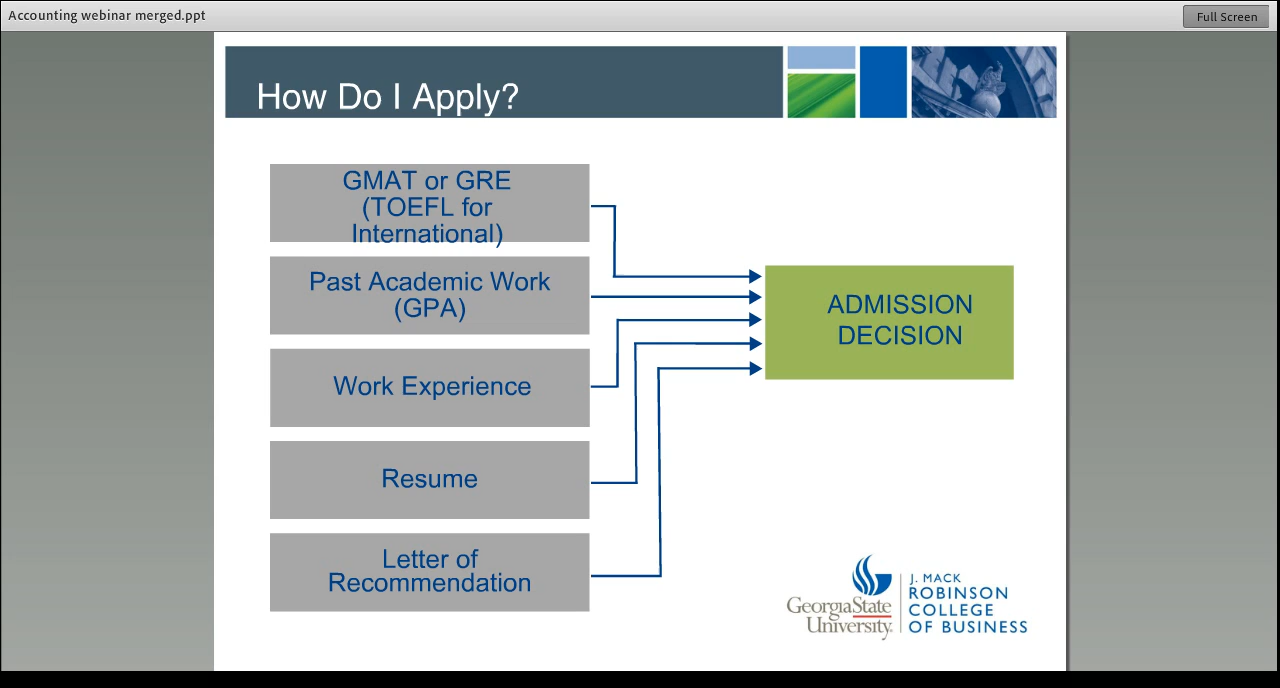 Accounting webinar merged.ppt
Full Screen
How Do I Apply?
GMAT or GRE
(TOEFL for
International)
Past Academic Work
(GPA)
Work Experience
Resume
Letter of
Recommendation
ADMISSION
DECISION
GeorgiaState
University.
J. MACK
ROBINSON
COLLEGE
OF BUSINESS